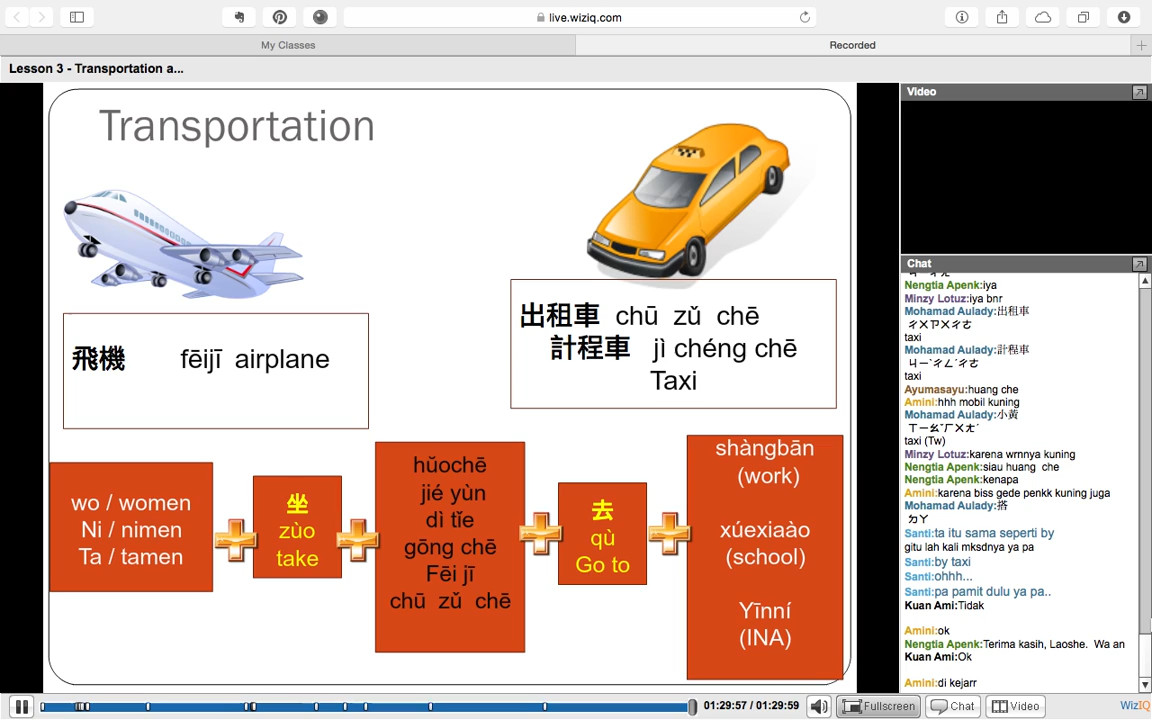 live.wiziq.com
My Classes
Recorded
Lesson 3 - Transportation a...
Transportation
飛機 fēijī airplane
出租車 chū zǔ chē
計程車 jì chéng chē
Taxi
wo / women
Ni / nimen
Ta / tamen
坐
zùo
take
hǔochē
jié yùn
dì tǐe
gōng chē
Fēi jī
chū zǔ chē
去
qù
Go to
shàngbān
(work)
xúexiaào
(school)
Yīnní
(INA)
Video
Chat
Nengtia Apenk:iya
Minzy Lotuz:iya bnr
Mohamad Aulady:出租車
ㄔㄨㄗㄨㄔㄜ
taxi
Mohamad Aulady:計程車
ㄐㄧˋㄔㄥˊㄔㄜ
taxi
Ayumasayu:huang che
Amini:hhh mobil kuning
Mohamad Aulady:小黃
ㄒㄧㄠˇㄏㄨㄤˊ
taxi (Tw)
Minzy Lotuz:karena wrnnya kuning
Nengtia Apenk:siau huang che
Nengtia Apenk:kenapa
Amini:karena biss gede penkk kuning juga
Mohamad Aulady:搭
ㄉㄚ
Santi:ta itu sama seperti by
gitu lah kali mksdnya ya pa
Santi:by taxi
Santi:ohhh...
Santi:pa pamit dulu ya pa..
Kuan Ami:Tidak
Amini:ok
Nengtia Apenk:Terima kasih, Laoshe. Wa an
Kuan Ami:Ok
Amini:di kejarr
01:29:57 / 01:29:59
Fullscreen
Chat
Video
WizIQ